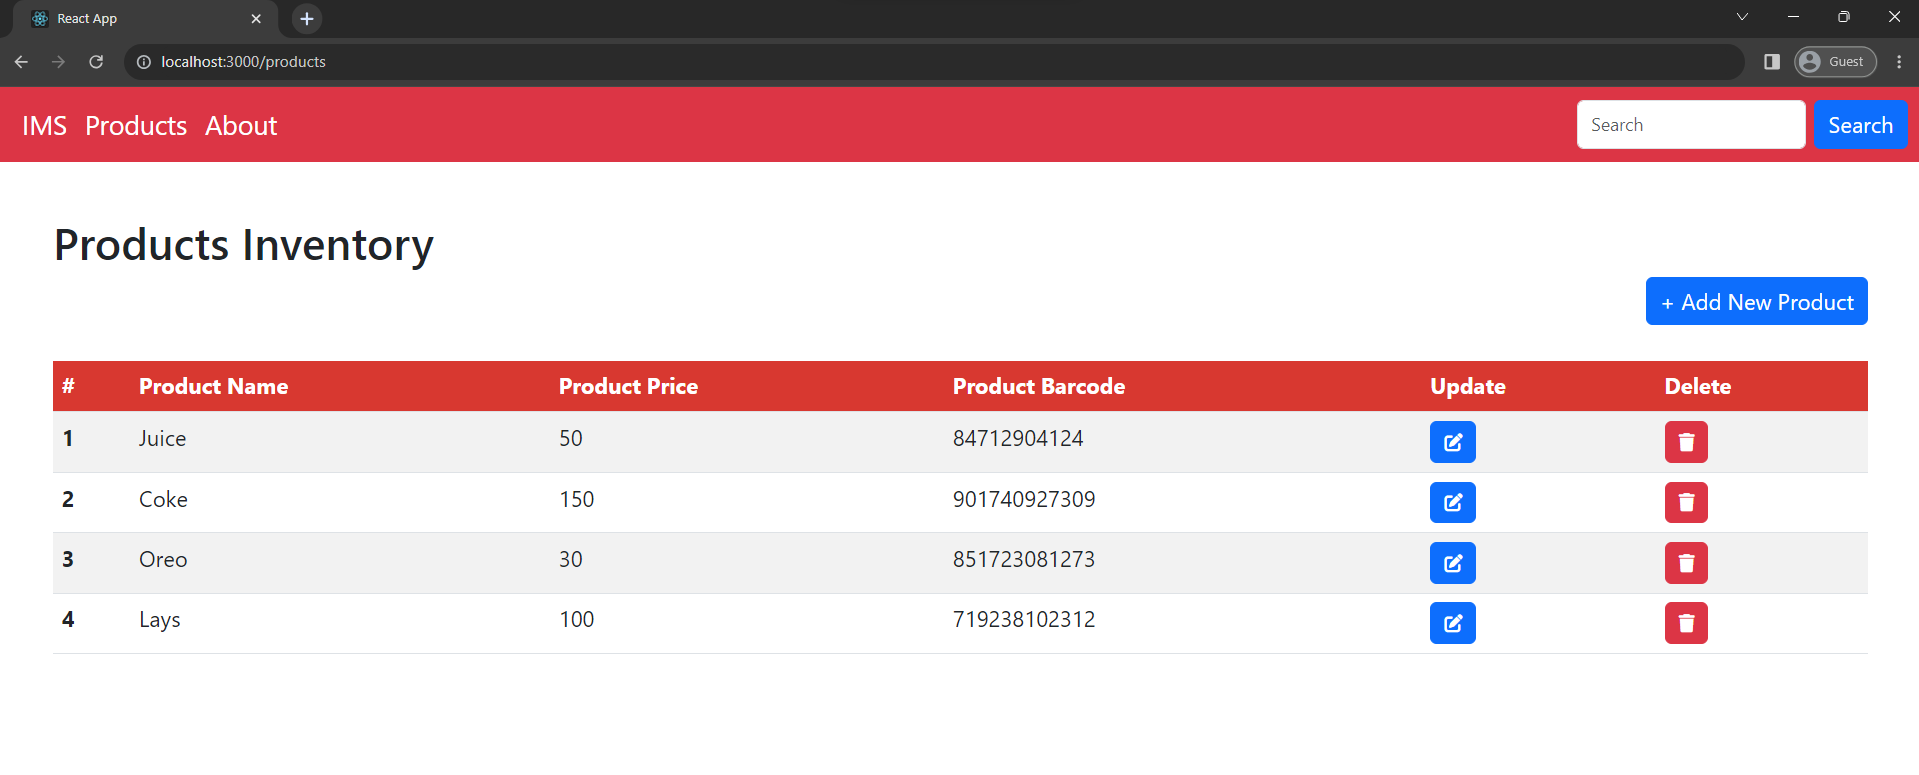 React App
localhost:3000/products
Guest
IMS Products About
Search Search
Products Inventory
+ Add New Product
# Product Name Product Price Product Barcode Update Delete
1 Juice 50 84712904124
2 Coke 150 901740927309
3 Oreo 30 851723081273
4 Lays 100 719238102312